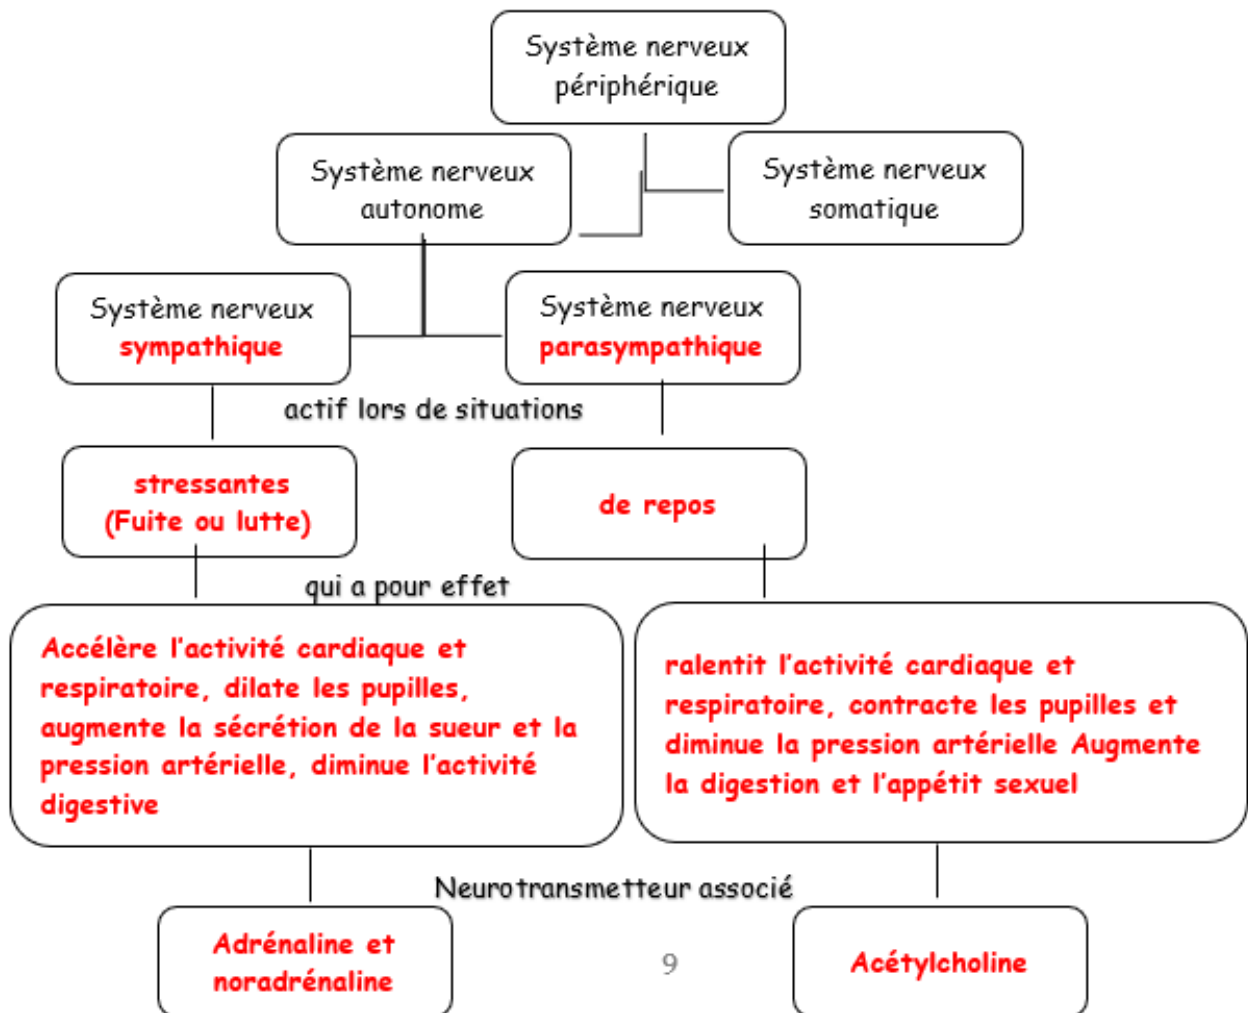 Système nerveux
périphérique
Système nerveux
autonome
Système nerveux
somatique
Système nerveux
sympathique
Système nerveux
parasympathique
actif lors de situations
stressantes
(Fuite ou lutte)
de repos
qui a pour effet
Accélère l'activité cardiaque et
respiratoire, dilate les pupilles,
augmente la sécrétion de la sueur et la
pression artérielle, diminue l'activité
digestive
ralentit l'activité cardiaque et
respiratoire, contracte les pupilles et
diminue la pression artérielle Augmente
la digestion et l'appétit sexuel
Neurotransmetteur associé
Adrénaline et
noradrénaline
9
Acétylcholine